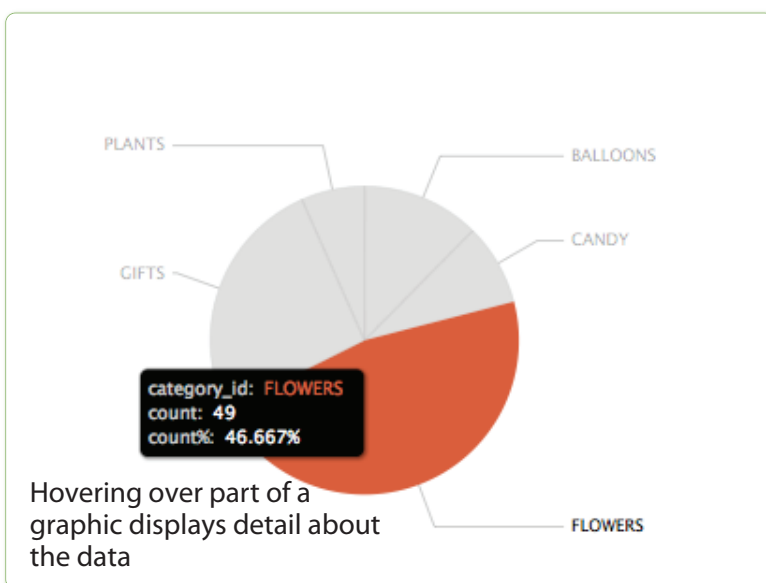 PLANTS
BALLOONS
CANDY
GIFTS
category_id: FLOWERS
count: 49
count%: 46.667%
Hovering over part of a
graphic displays detail about
the data
FLOWERS